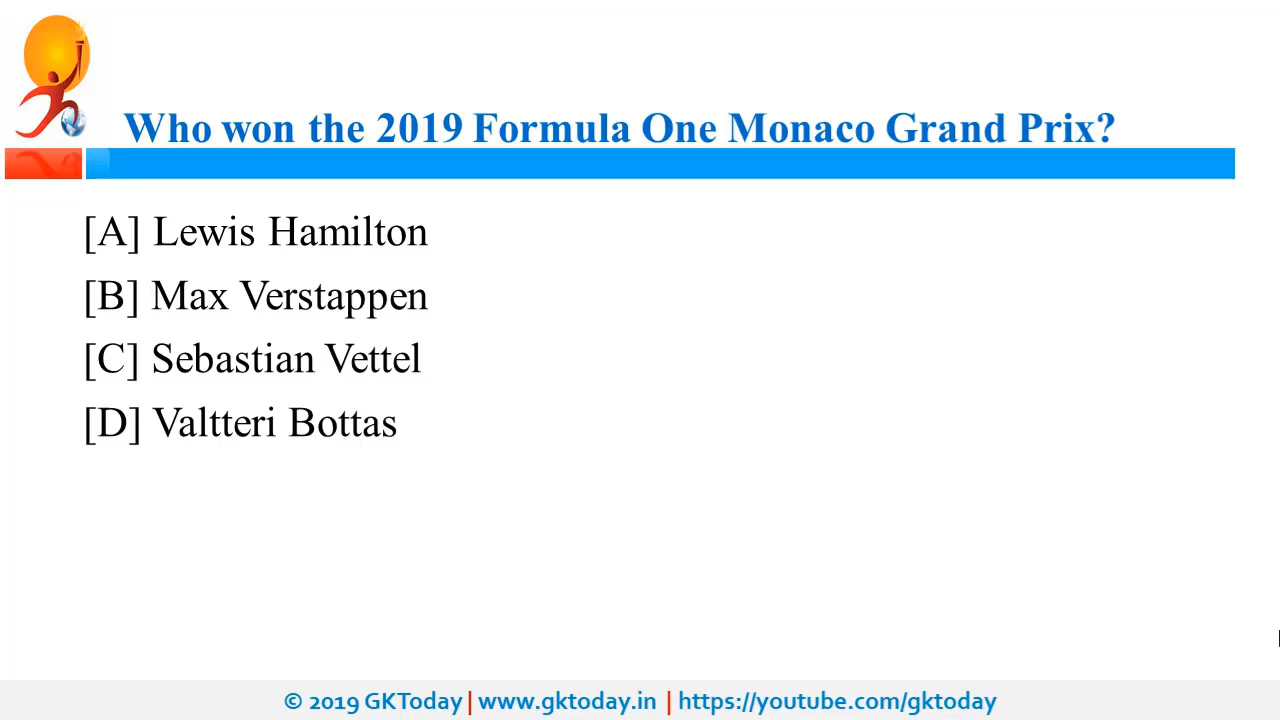 Who won the 2019 Formula One Monaco Grand Prix?
[A] Lewis Hamilton
[B] Max Verstappen
[C] Sebastian Vettel
[D] Valtteri Bottas
© 2019 GKToday | www.gktoday.in | https://youtube.com/gktoday